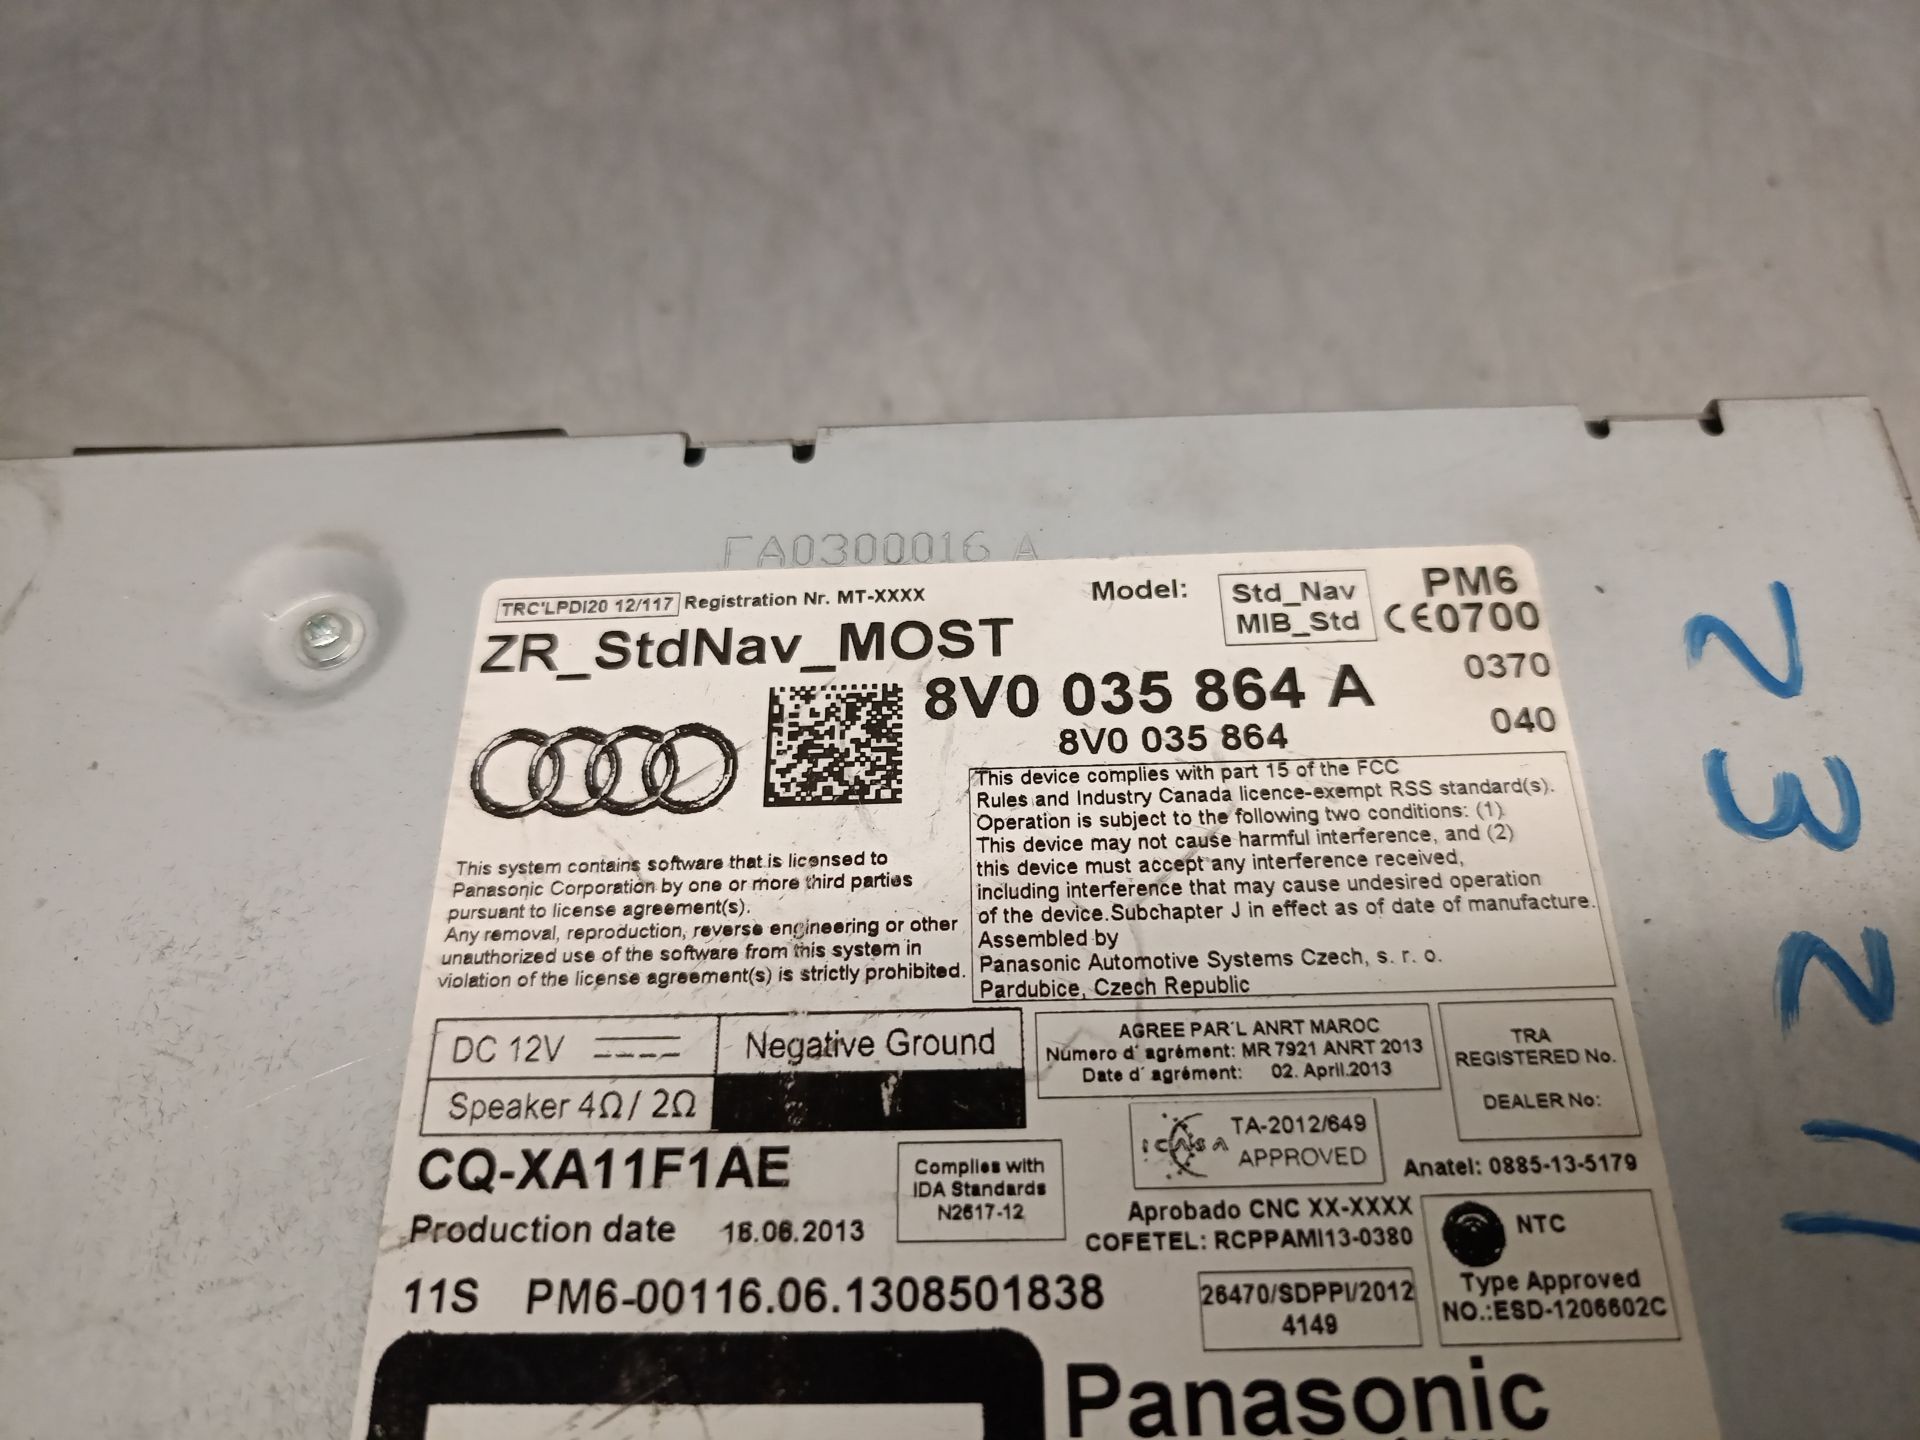 FA0300016 A
TRC'LPDI20 12/117 Registration Nr. MT-XXXX
Model: Std_Nav MIB_Std
PM6
CE0700
ZR_StdNav_MOST
8V0 035 864 A
0370
8V0 035 864
040
This device complies with part 15 of the FCC
Rules and Industry Canada licence-exempt RSS standard(s).
Operation is subject to the following two conditions: (1)
This device may not cause harmful interference, and (2)
this device must accept any interference received,
including interference that may cause undesired operation
of the device.Subchapter J in effect as of date of manufacture.
Assembled by
Panasonic Automotive Systems Czech, s. r. o.
Pardubice, Czech Republic
This system contains software that is licensed to
Panasonic Corporation by one or more third parties
pursuant to license agreement(s).
Any removal, reproduction, reverse engineering or other
unauthorized use of the software from this system in
violation of the license agreement(s) is strictly prohibited.
DC 12V
Negative Ground
Speaker 4Ω/ 2Ω
AGREE PAR'L ANRT MAROC
Numero d' agrément: MR 7921 ANRT 2013
Date d' agrément: 02. April.2013
TRA
REGISTERED No.
DEALER No:
ICASA
TA-2012/649
APPROVED
Anatel: 0885-13-5179
CQ-XA11F1AE
Complies with
IDA Standards
N2617-12
Aprobado CNC XX-XXXX
COFETEL: RCPPAMI13-0380
NTC
Type Approved
NO.:ESD-1206602C
Production date 16.06.2013
11S PM6-00116.06.1308501838
26470/SDPPI/2012
4149
Panasonic